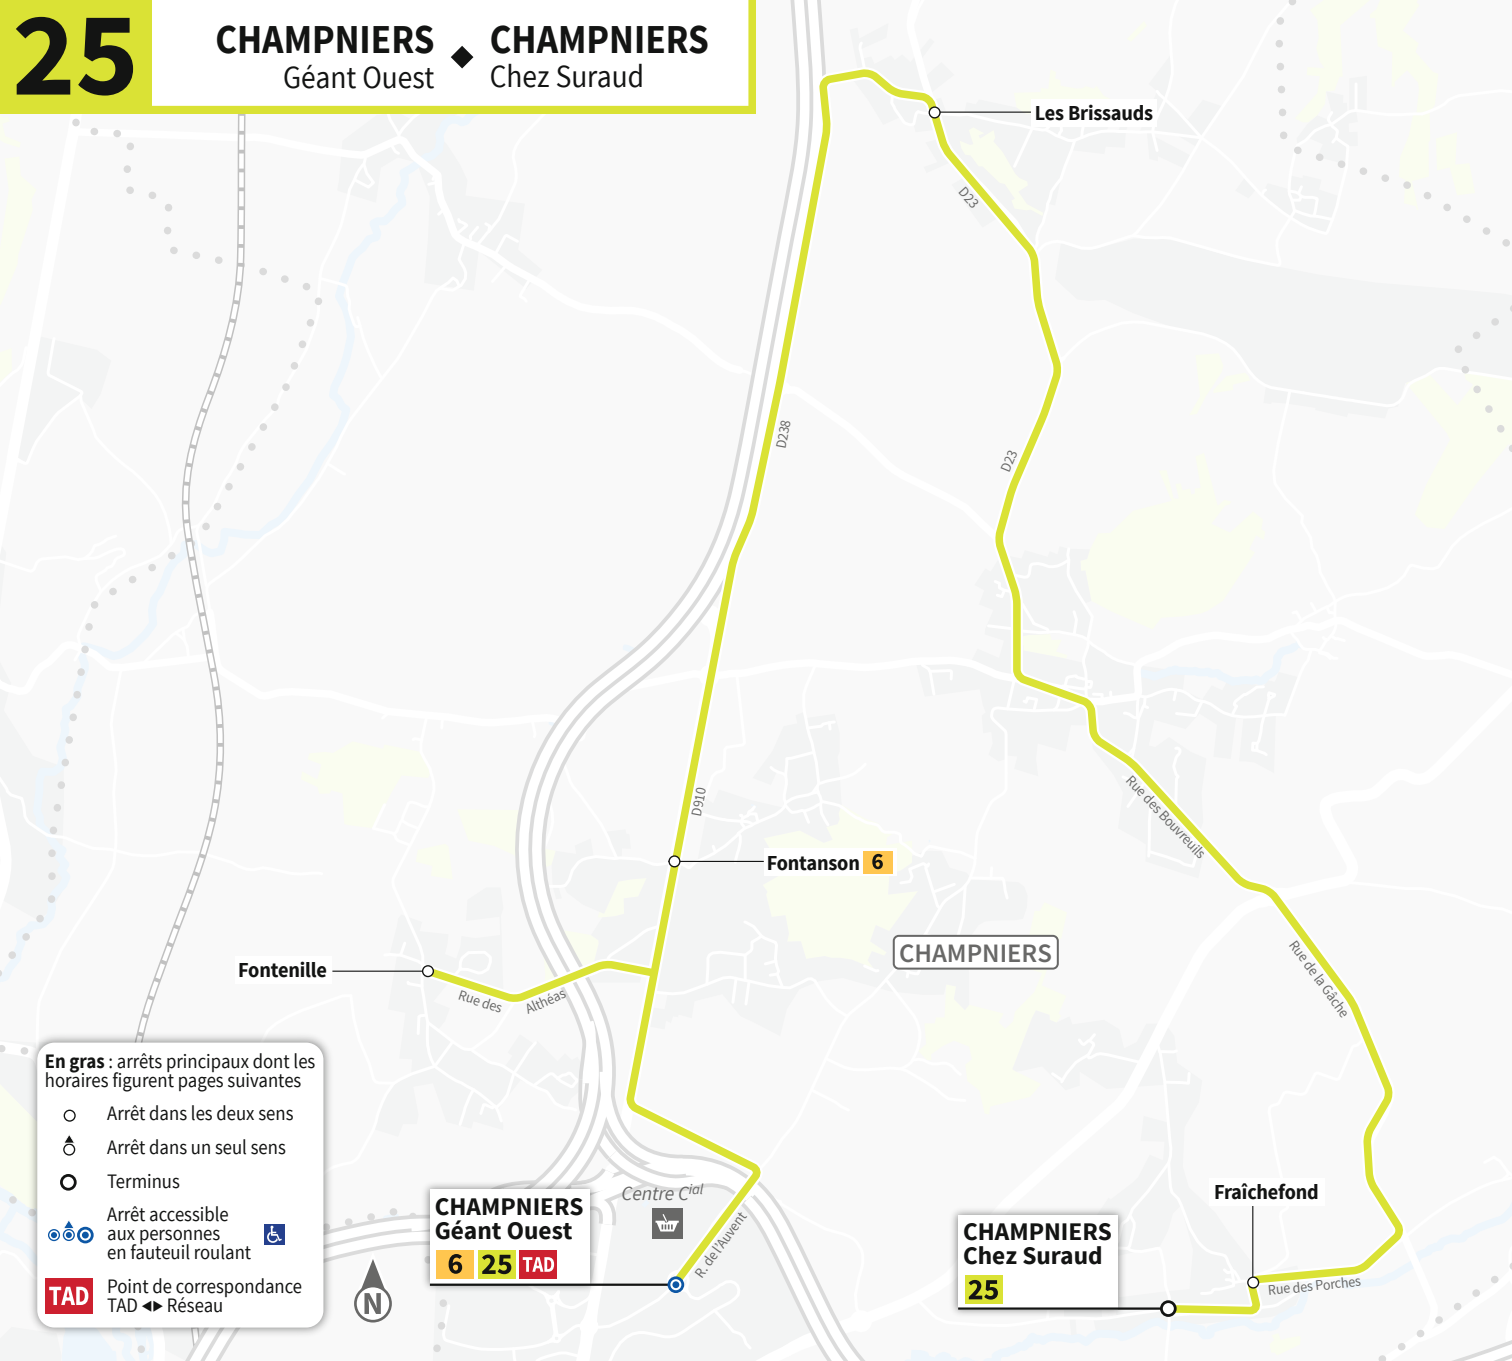 25
CHAMPNIERS
Géant Ouest
CHAMPNIERS
Chez Suraud
Les Brissauds
D23
D238
D23
D910
Rue des Bouvreuils
Fontanson 6
CHAMPNIERS
Rue de la Gâche
Fontenille
Rue des Althéas
En gras : arrêts principaux dont les
horaires figurent pages suivantes
Arrêt dans les deux sens
Arrêt dans un seul sens
Terminus
Arrêt accessible
aux personnes
en fauteuil roulant
TAD
Point de correspondance
TAD ◂▸ Réseau
N
CHAMPNIERS
Géant Ouest
6 25 TAD
Centre Cial
R. de l'Auvent
CHAMPNIERS
Chez Suraud
25
Fraîchefond
Rue des Porches